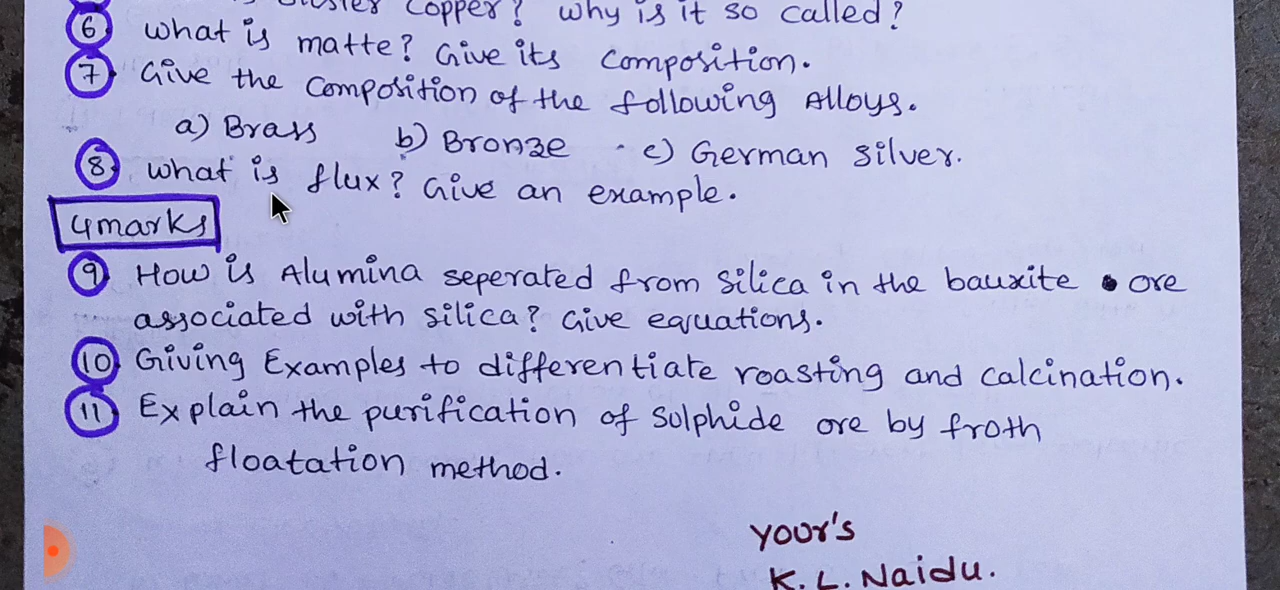 Copper? Why is it so called?
6 What is matte? Give its Composition.
7 Give the Composition of the following Alloys.
a) Brass b) Bronze c) German Silver.
8 What is flux? Give an example.
4marks
9 How is Alumina seperated from Silica in the bauxite ore
associated with silica? Give equations.
10 Giving Examples to differentiate roasting and calcination.
11 Explain the purification of Sulphide ore by froth
floatation method.
Your's
K. L. Naidu.